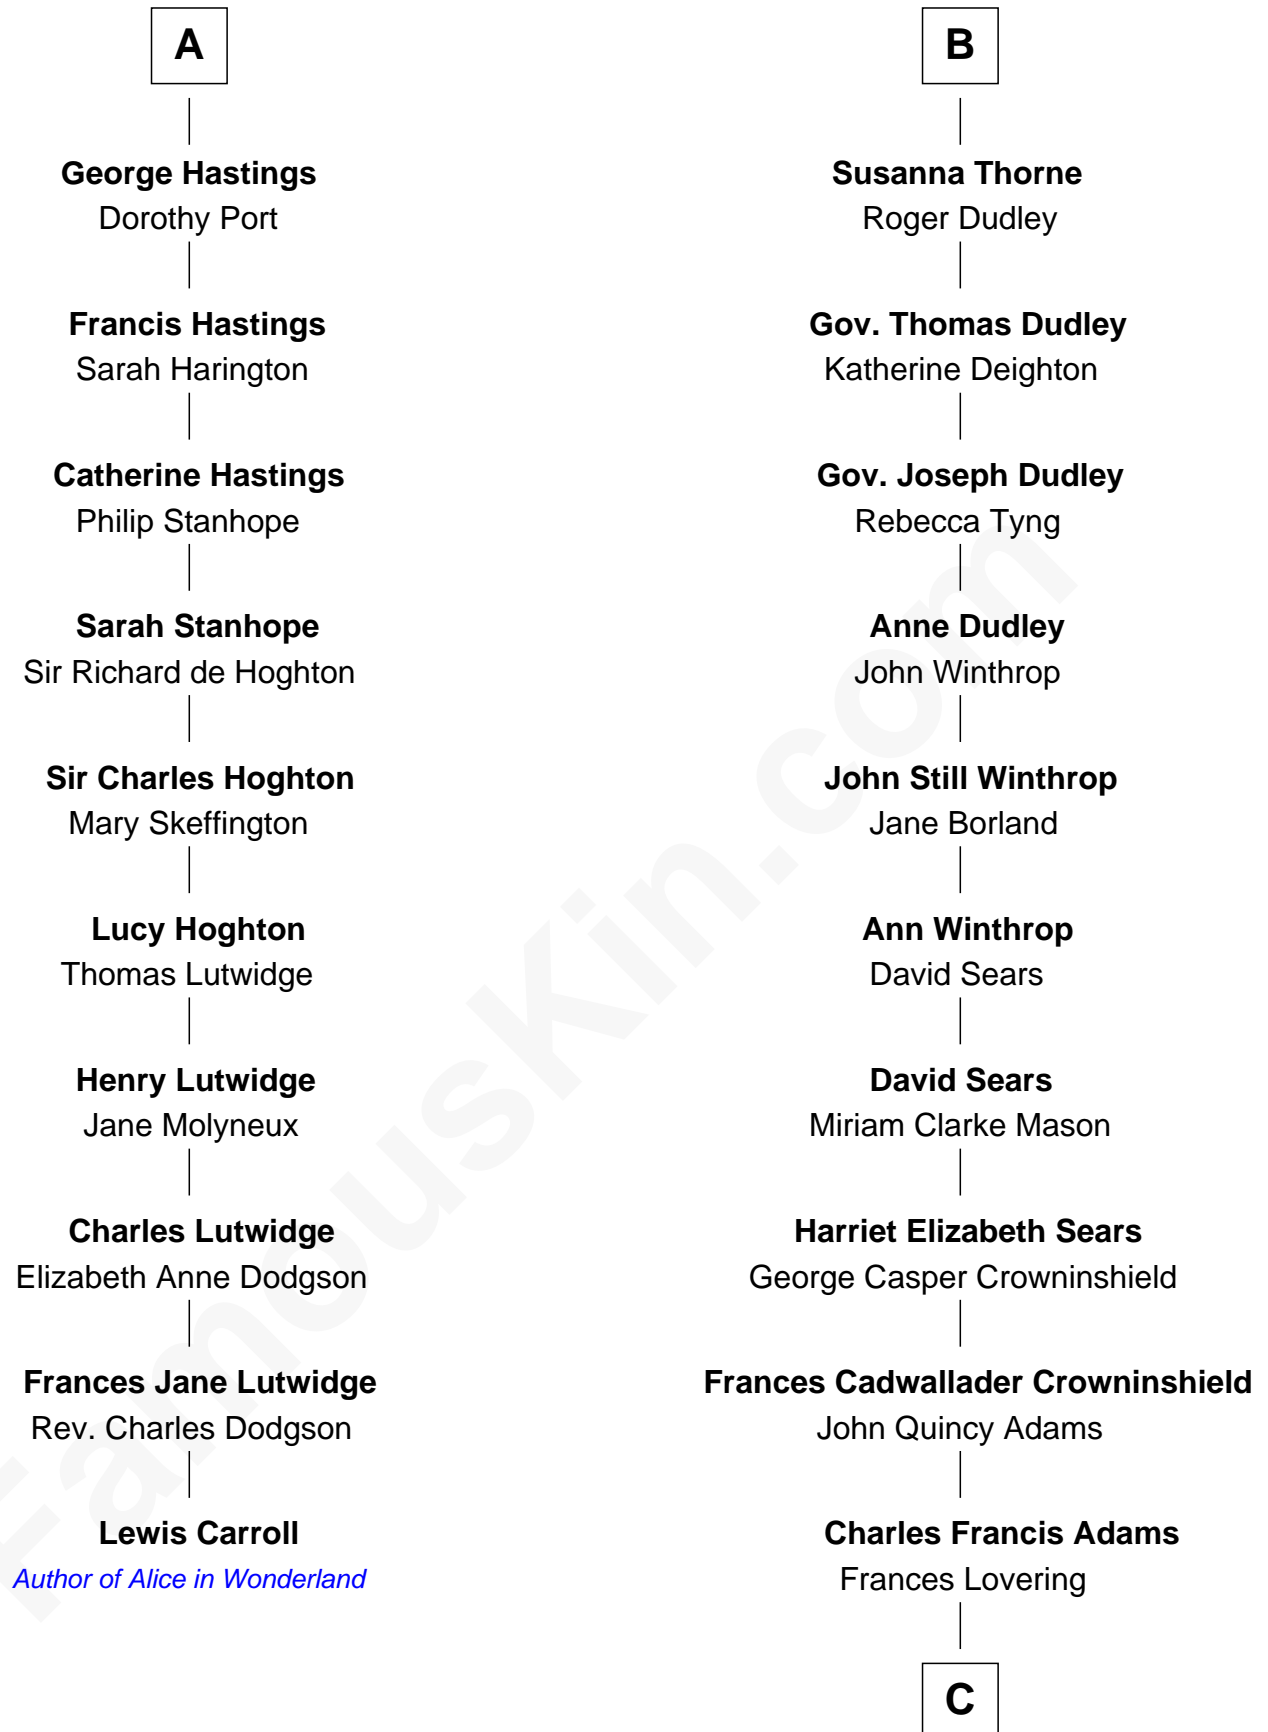 A
George Hastings
Dorothy Port
Francis Hastings
Sarah Harington
Catherine Hastings
Philip Stanhope
Sarah Stanhope
Sir Richard de Hoghton
Sir Charles Hoghton
Mary Skeffington
Lucy Hoghton
Thomas Lutwidge
Henry Lutwidge
Jane Molyneux
Charles Lutwidge
Elizabeth Anne Dodgson
Frances Jane Lutwidge
Rev. Charles Dodgson
Lewis Carroll
Author of Alice in Wonderland
B
Susanna Thorne
Roger Dudley
Gov. Thomas Dudley
Katherine Deighton
Gov. Joseph Dudley
Rebecca Tyng
Anne Dudley
John Winthrop
John Still Winthrop
Jane Borland
Ann Winthrop
David Sears
David Sears
Miriam Clarke Mason
Harriet Elizabeth Sears
George Casper Crowninshield
Frances Cadwallader Crowninshield
John Quincy Adams
Charles Francis Adams
Frances Lovering
C
FamousKin.com